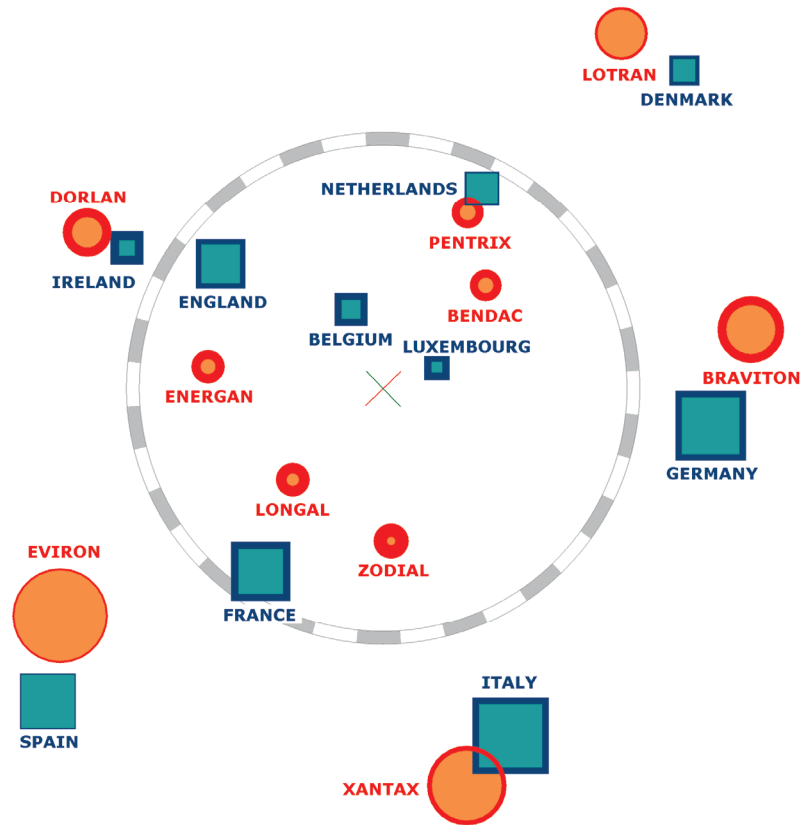 LOTRAN
DENMARK
NETHERLANDS
DORLAN
PENTRIX
IRELAND
ENGLAND
BENDAC
BELGIUM
LUXEMBOURG
BRAVITON
ENERGAN
GERMANY
LONGAL
EVIRON
ZODIAL
FRANCE
ITALY
SPAIN
XANTAX